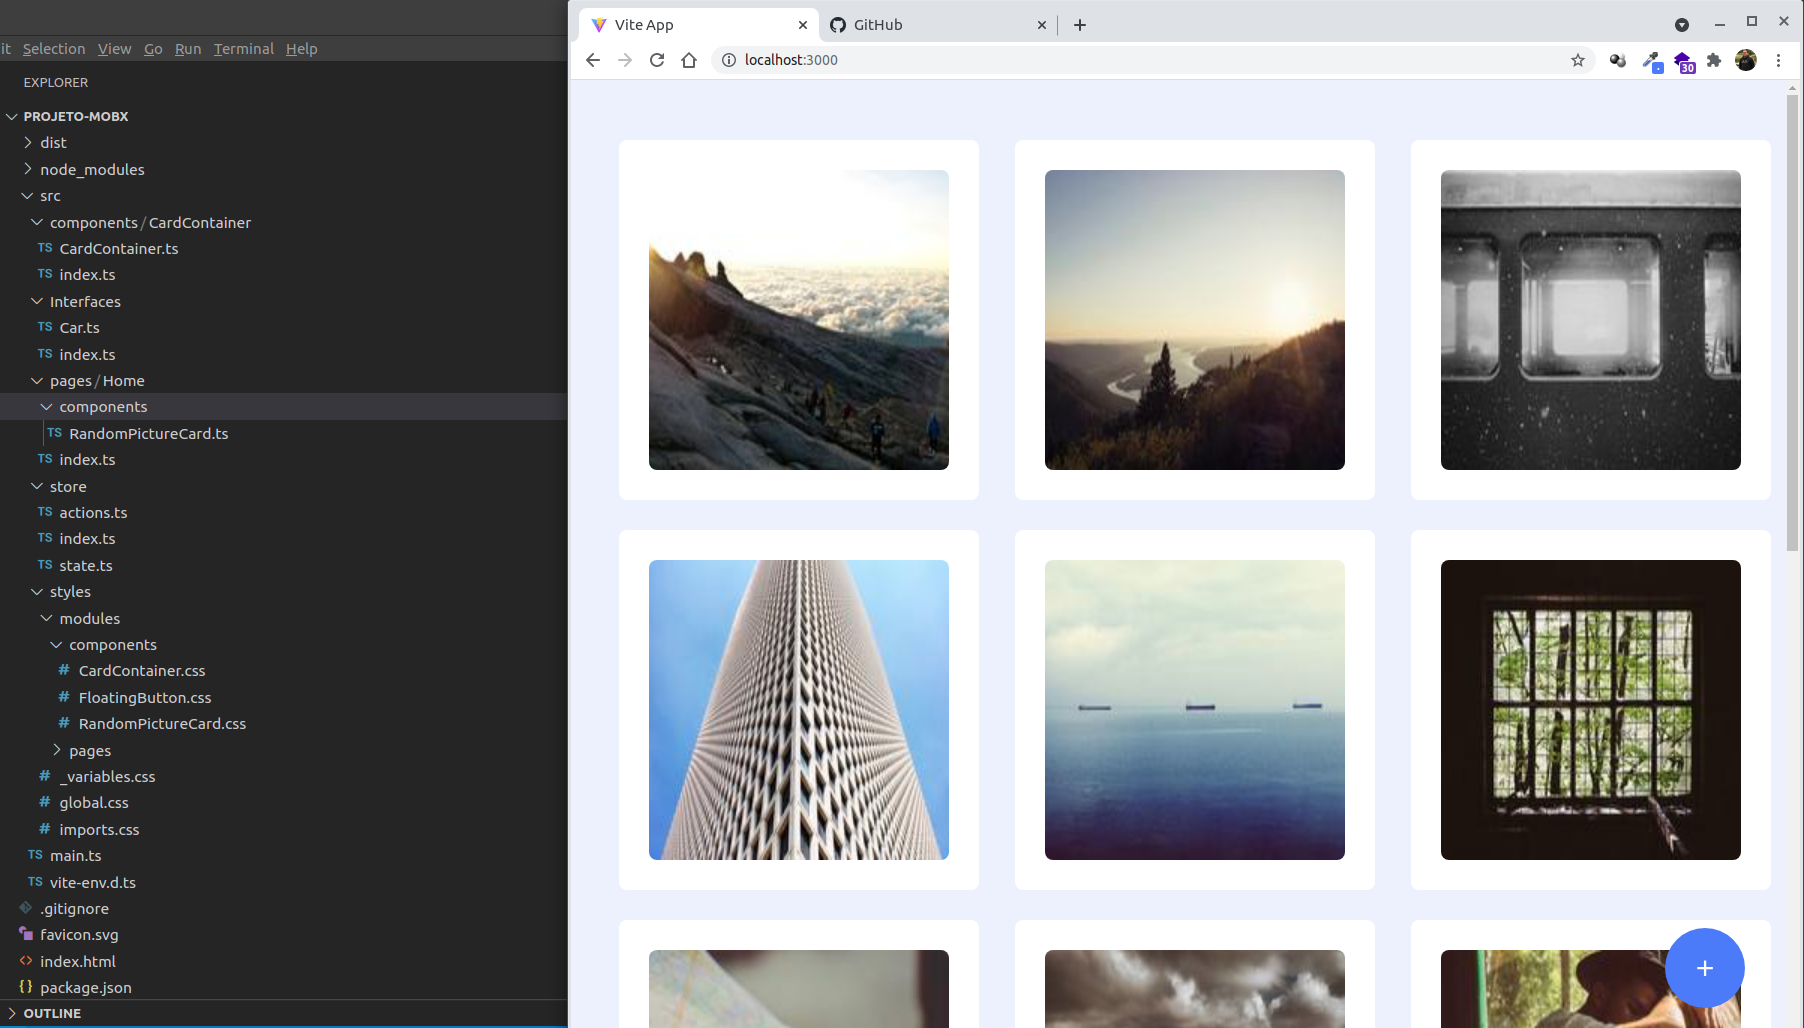 it Selection View Go Run Terminal Help
EXPLORER
PROJETO-MOBX
dist
node_modules
src
components / CardContainer
TS CardContainer.ts
TS index.ts
Interfaces
TS Car.ts
TS index.ts
pages / Home
components
TS RandomPictureCard.ts
TS index.ts
store
TS actions.ts
TS index.ts
TS state.ts
styles
modules
components
# CardContainer.css
# FloatingButton.css
# RandomPictureCard.css
pages
# _variables.css
# global.css
# imports.css
TS main.ts
TS vite-env.d.ts
.gitignore
favicon.svg
<> index.html
{} package.json
OUTLINE
Vite App
GitHub
localhost:3000
30
+